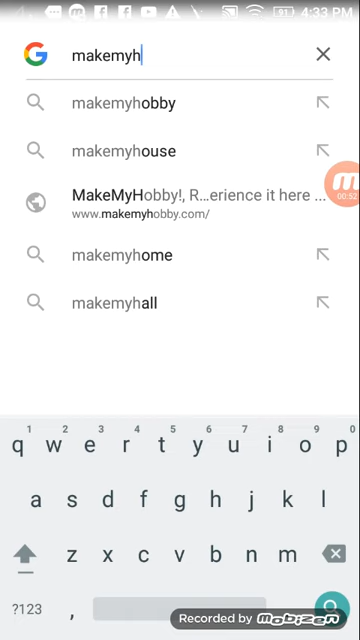 91 4:33 PM
makemyh
makemyhobby
makemyhouse
MakeMyHobby!, R...erience it here ...
www.makemyhobby.com/
00:52
makemyhome
makemyhall
1 2 3 4 5 6 7 8 9 0
q w e r t y u i o p
a s d f g h j k l
z x c v b n m
?123 ,
Recorded by Mobizen